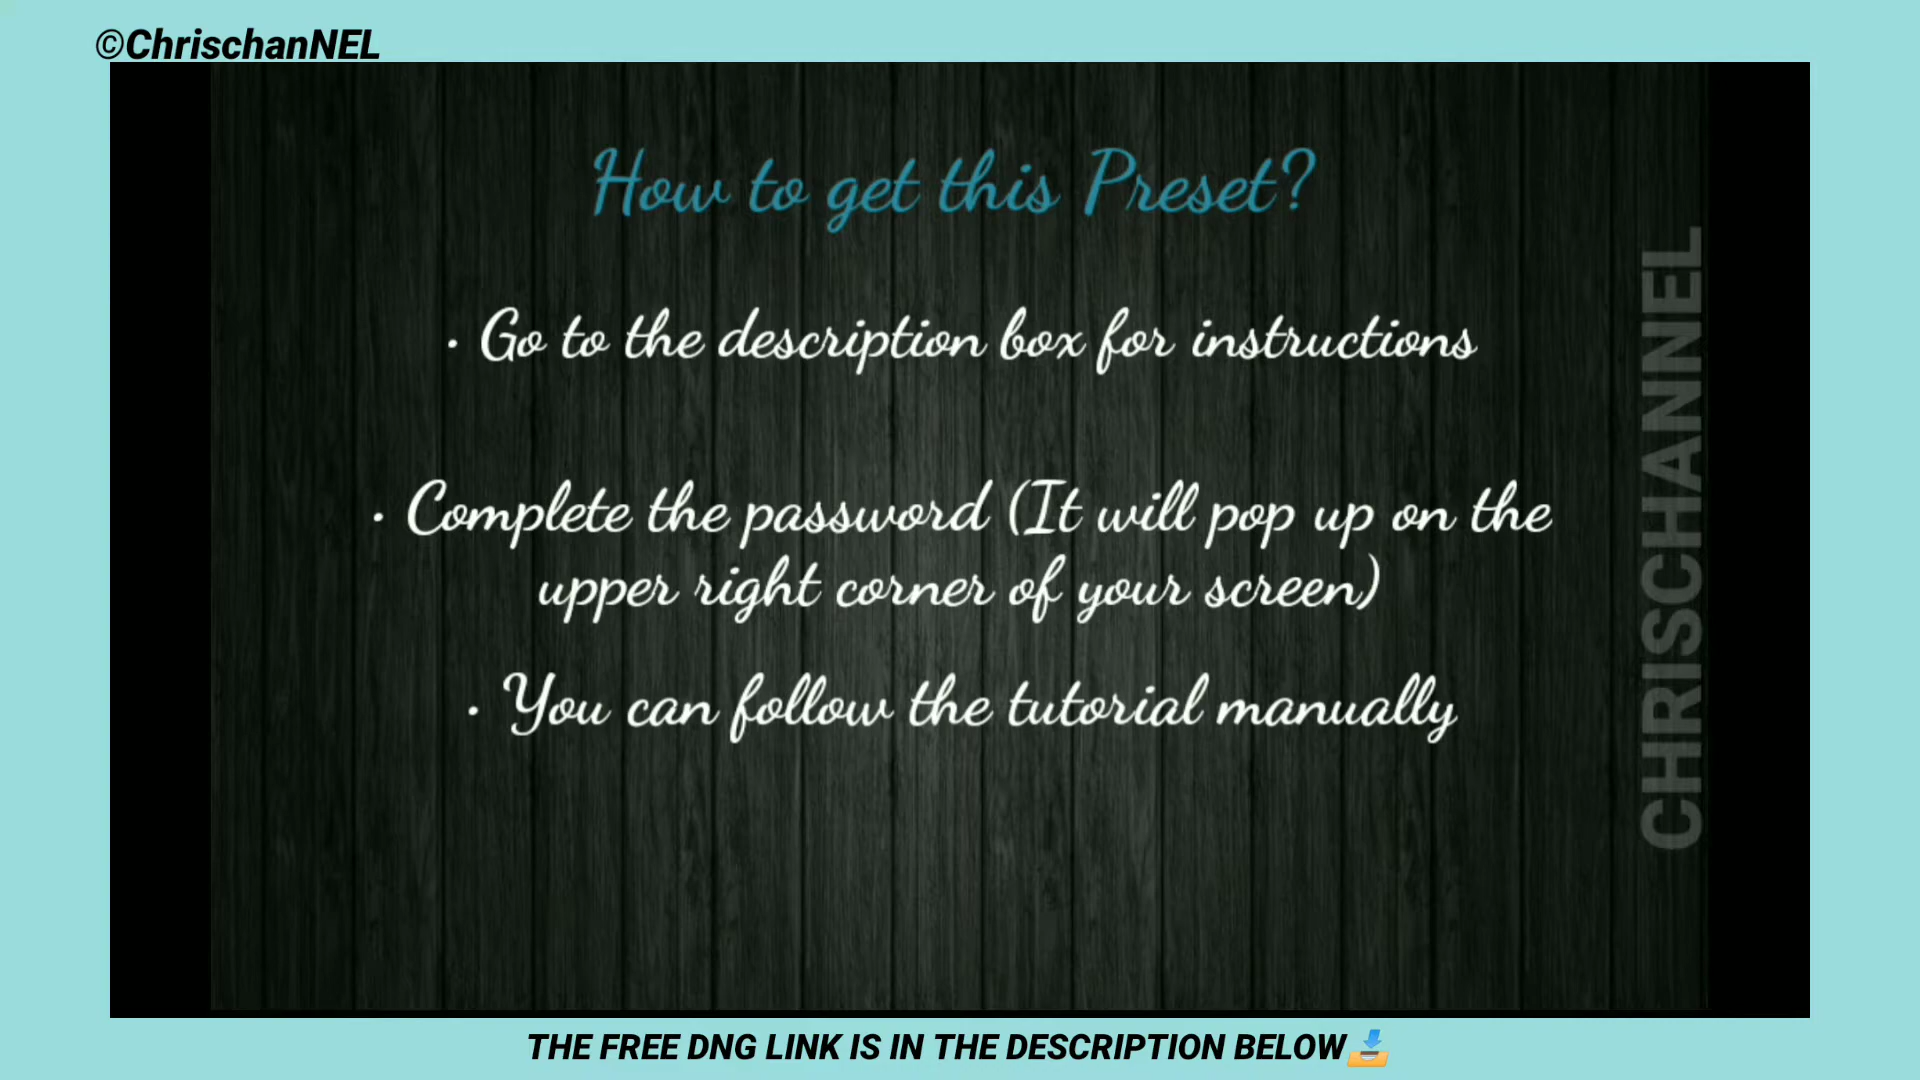 ©ChrischanNEL
How to get this Preset?
• Go to the description box for instructions
• Complete the password (It will pop up on the
upper right corner of your screen)
• You can follow the tutorial manually
CHRISCHANNEL
THE FREE DNG LINK IS IN THE DESCRIPTION BELOW📥